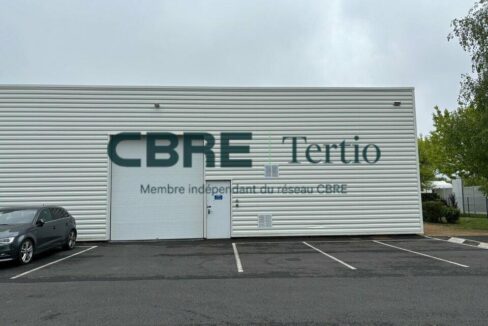 CBRE | Tertio
Membre indépendant du réseau CBRE